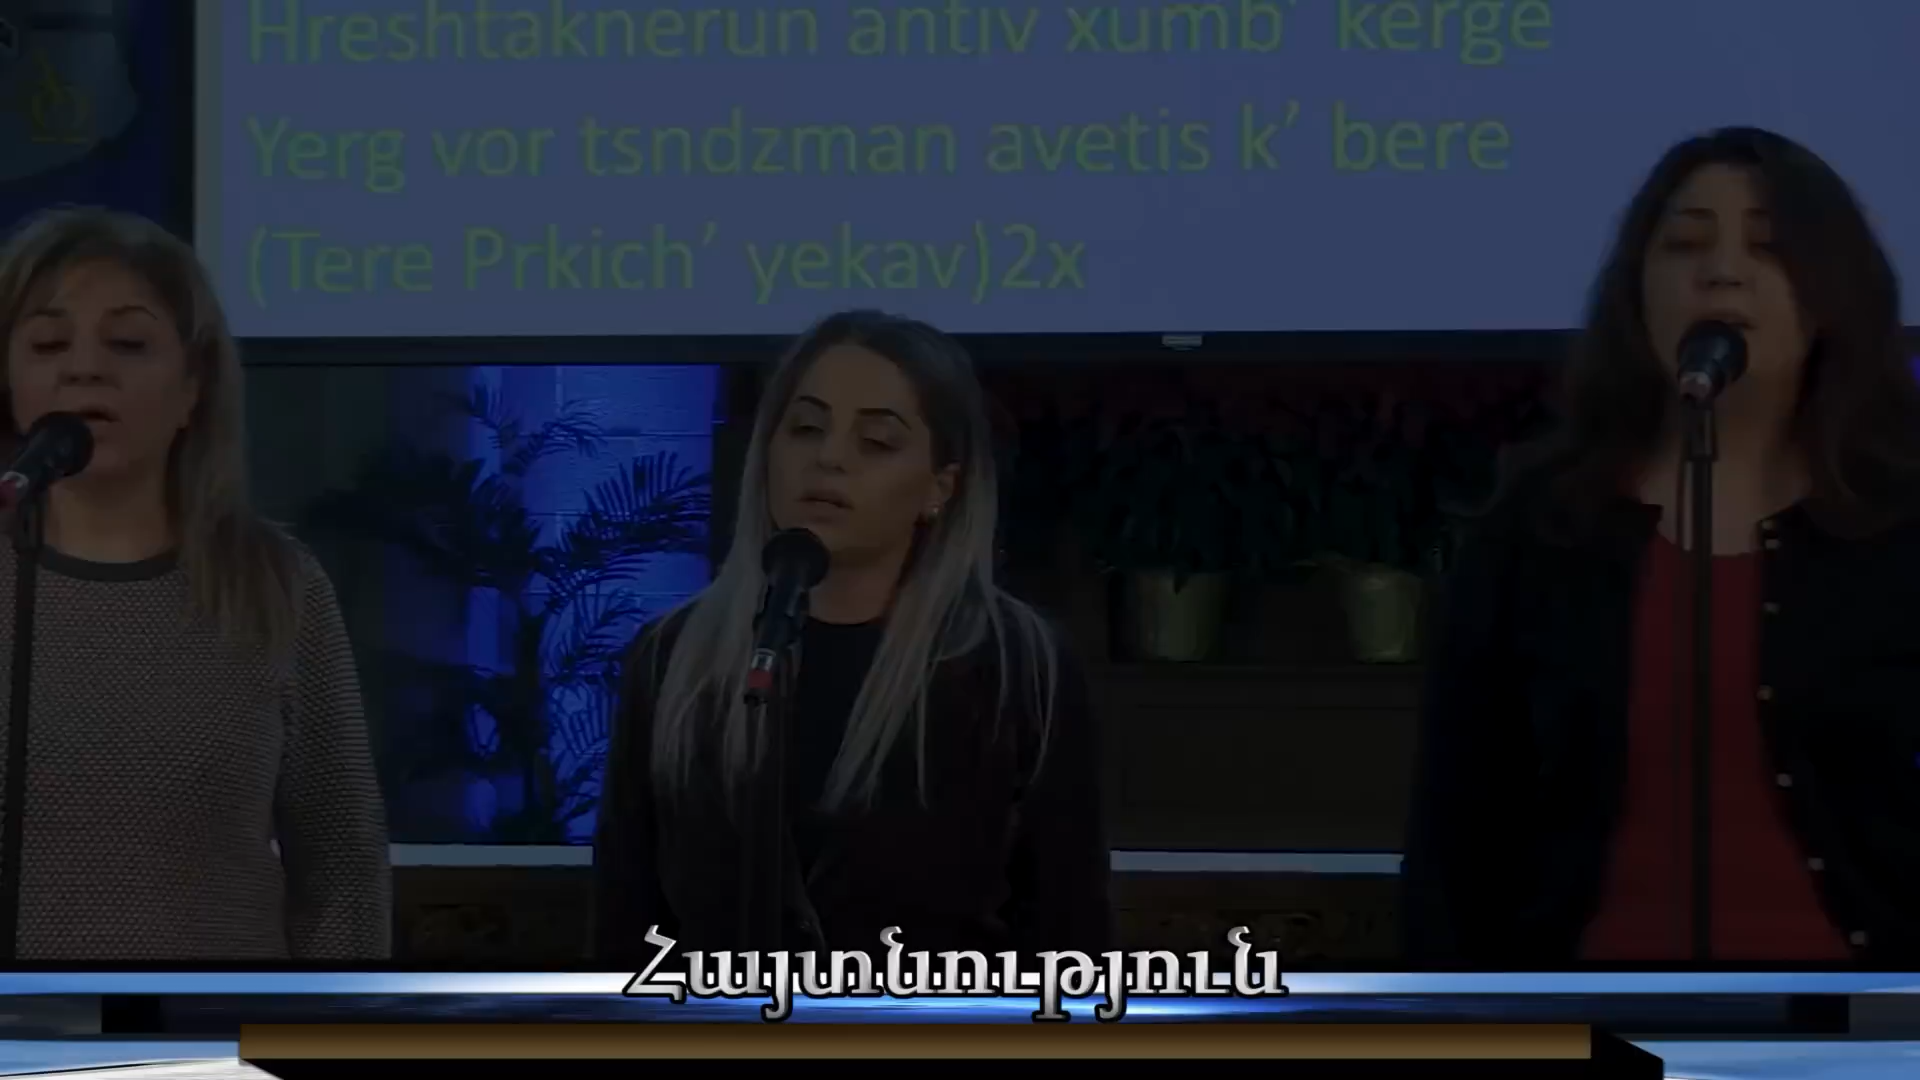 Hreshtaknerun antiv xumb' kerge
Yerg vor tsndzman avetis k' bere
(Tere Prkich' yekav)2x
Հայտնություն